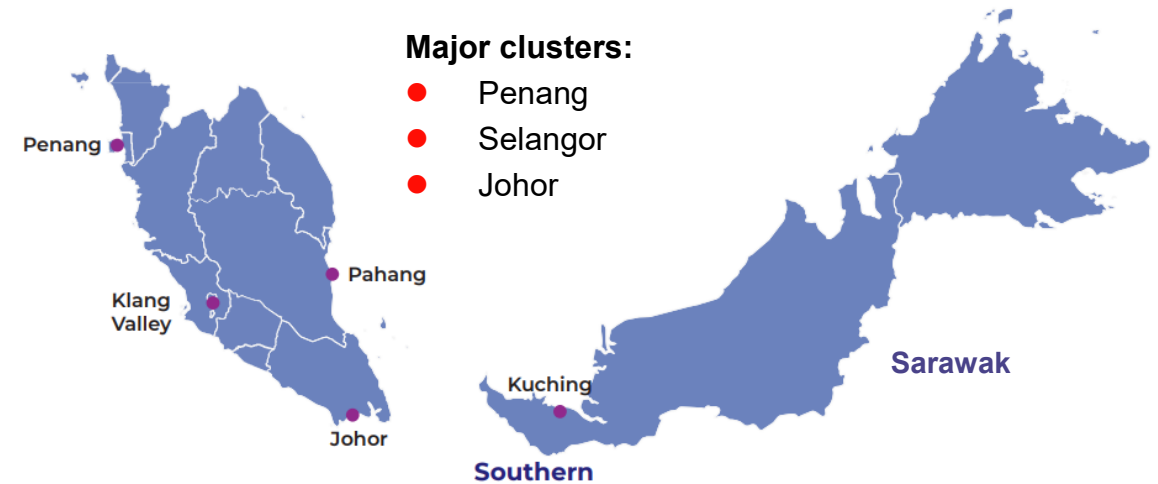 Major clusters:
Penang
Selangor
Johor
Penang
Pahang
Klang
Valley
Johor
Kuching
Sarawak
Southern